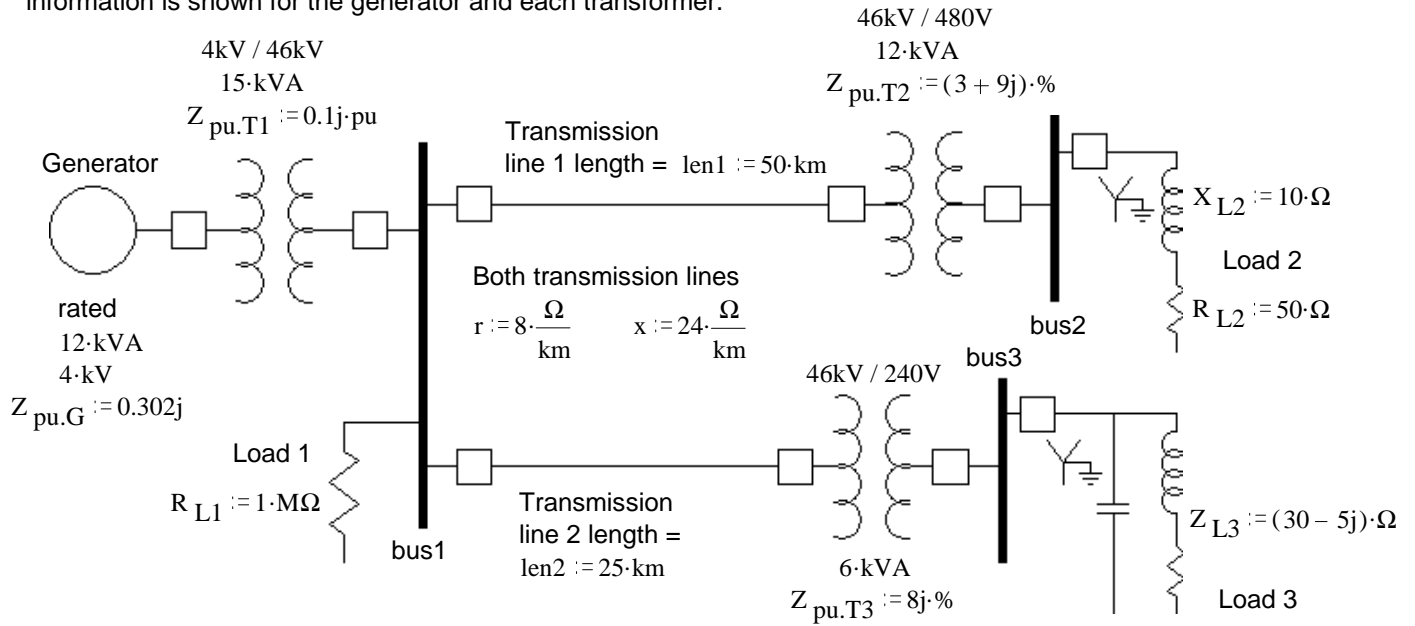 information is shown for the generator and each transformer.
4kV / 46kV
15·kVA
Z pu.T1 := 0.1j·pu
46kV / 480V
12·kVA
Z pu.T2 := (3 + 9j)·%
Generator
Transmission
line 1 length = len1 := 50·km
X L2 := 10·Ω
Load 2
R L2 := 50·Ω
bus2
rated
12·kVA
4·kV
Z pu.G := 0.302j
Both transmission lines
r := 8·Ω/km x := 24·Ω/km
bus3
46kV / 240V
Load 1
R L1 := 1·MΩ
bus1
Transmission
line 2 length =
len2 := 25·km
6·kVA
Z pu.T3 := 8j·%
Z L3 := (30 – 5j)·Ω
Load 3